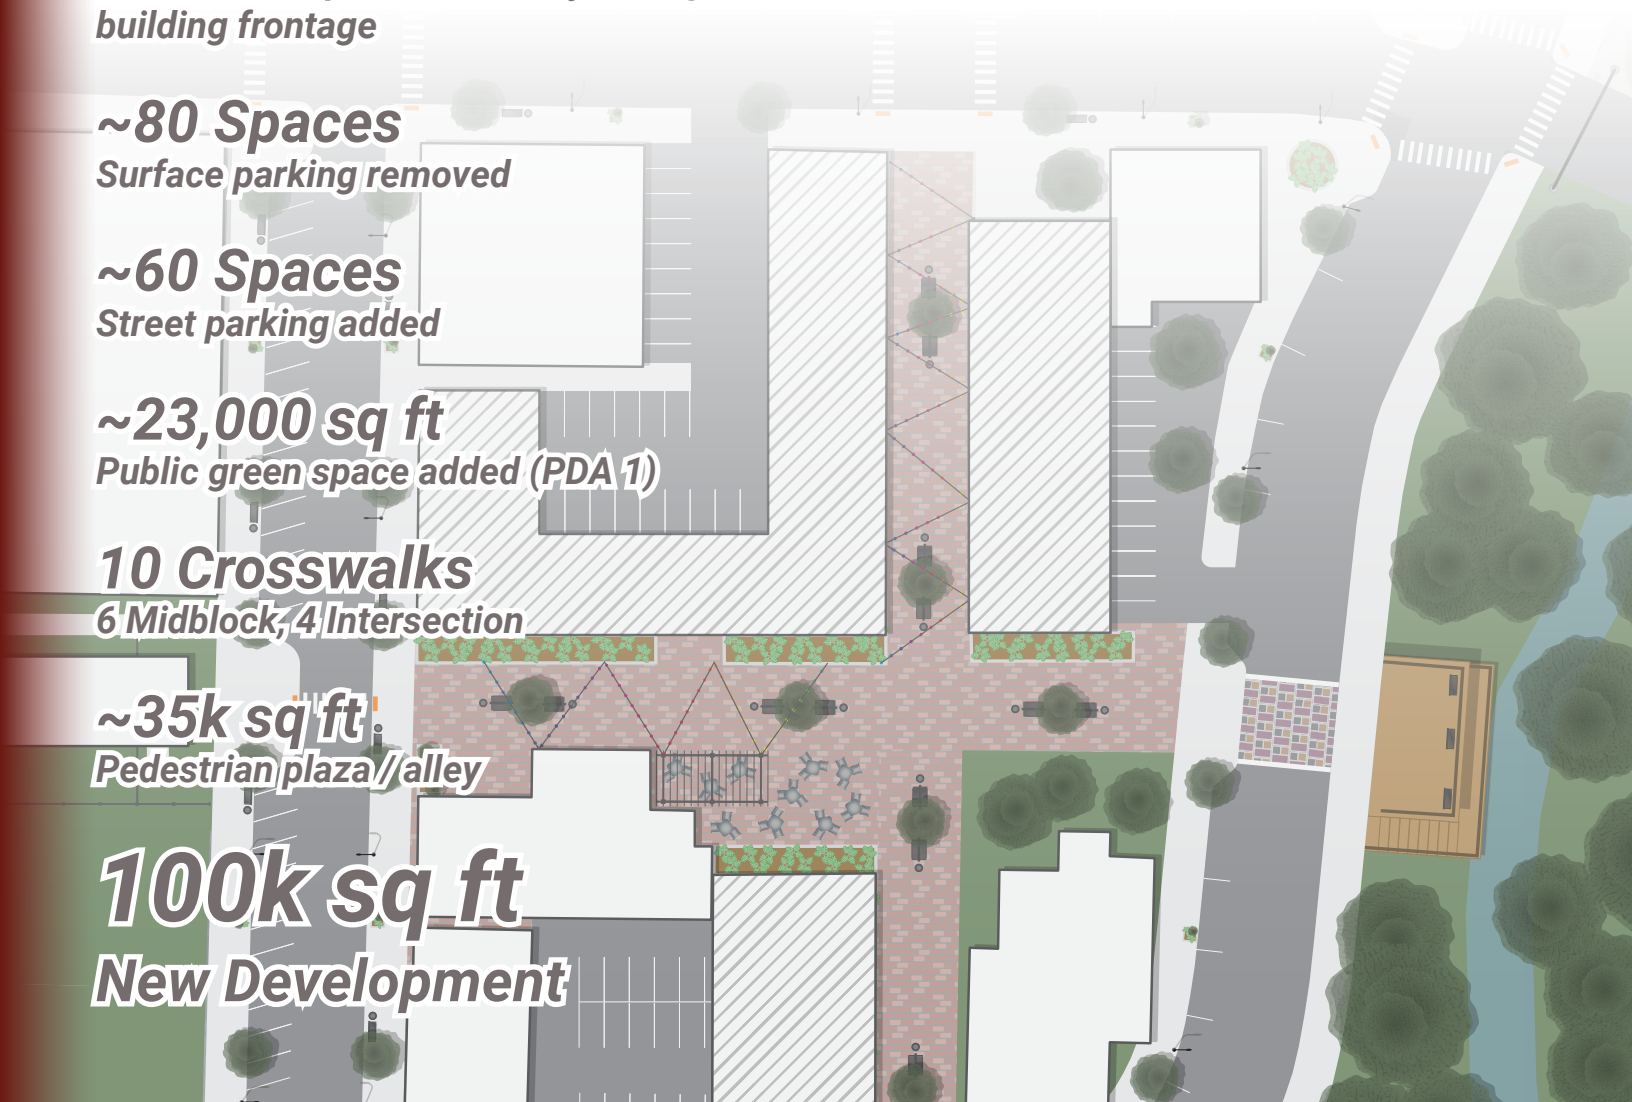 building frontage
~80 Spaces
Surface parking removed
~60 Spaces
Street parking added
~23,000 sq ft
Public green space added (PDA 1)
10 Crosswalks
6 Midblock, 4 Intersection
~35k sq ft
Pedestrian plaza // alley
100k sq ft
New Development